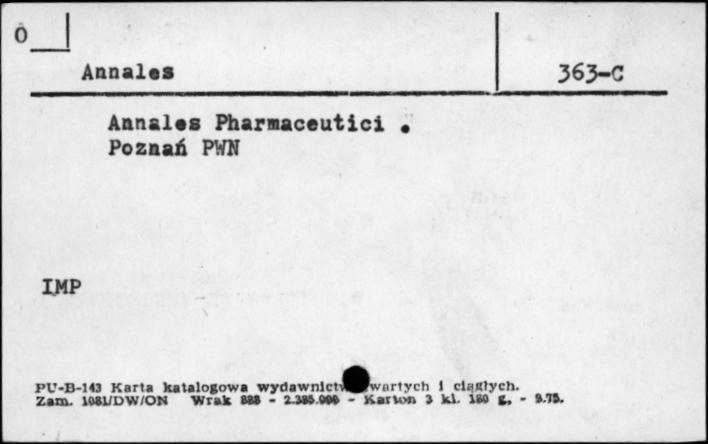 O
Annales 363-C
Annales Pharmaceutici.
Poznań PWN
IMP
PU-B-143 Karta katalogowa wydawnictw zwartych i ciągłych.
Zam. 1081/DW/ON Wrak 888 - 2.385.000 - Karton 3 kl. 180 g. - 9.75.